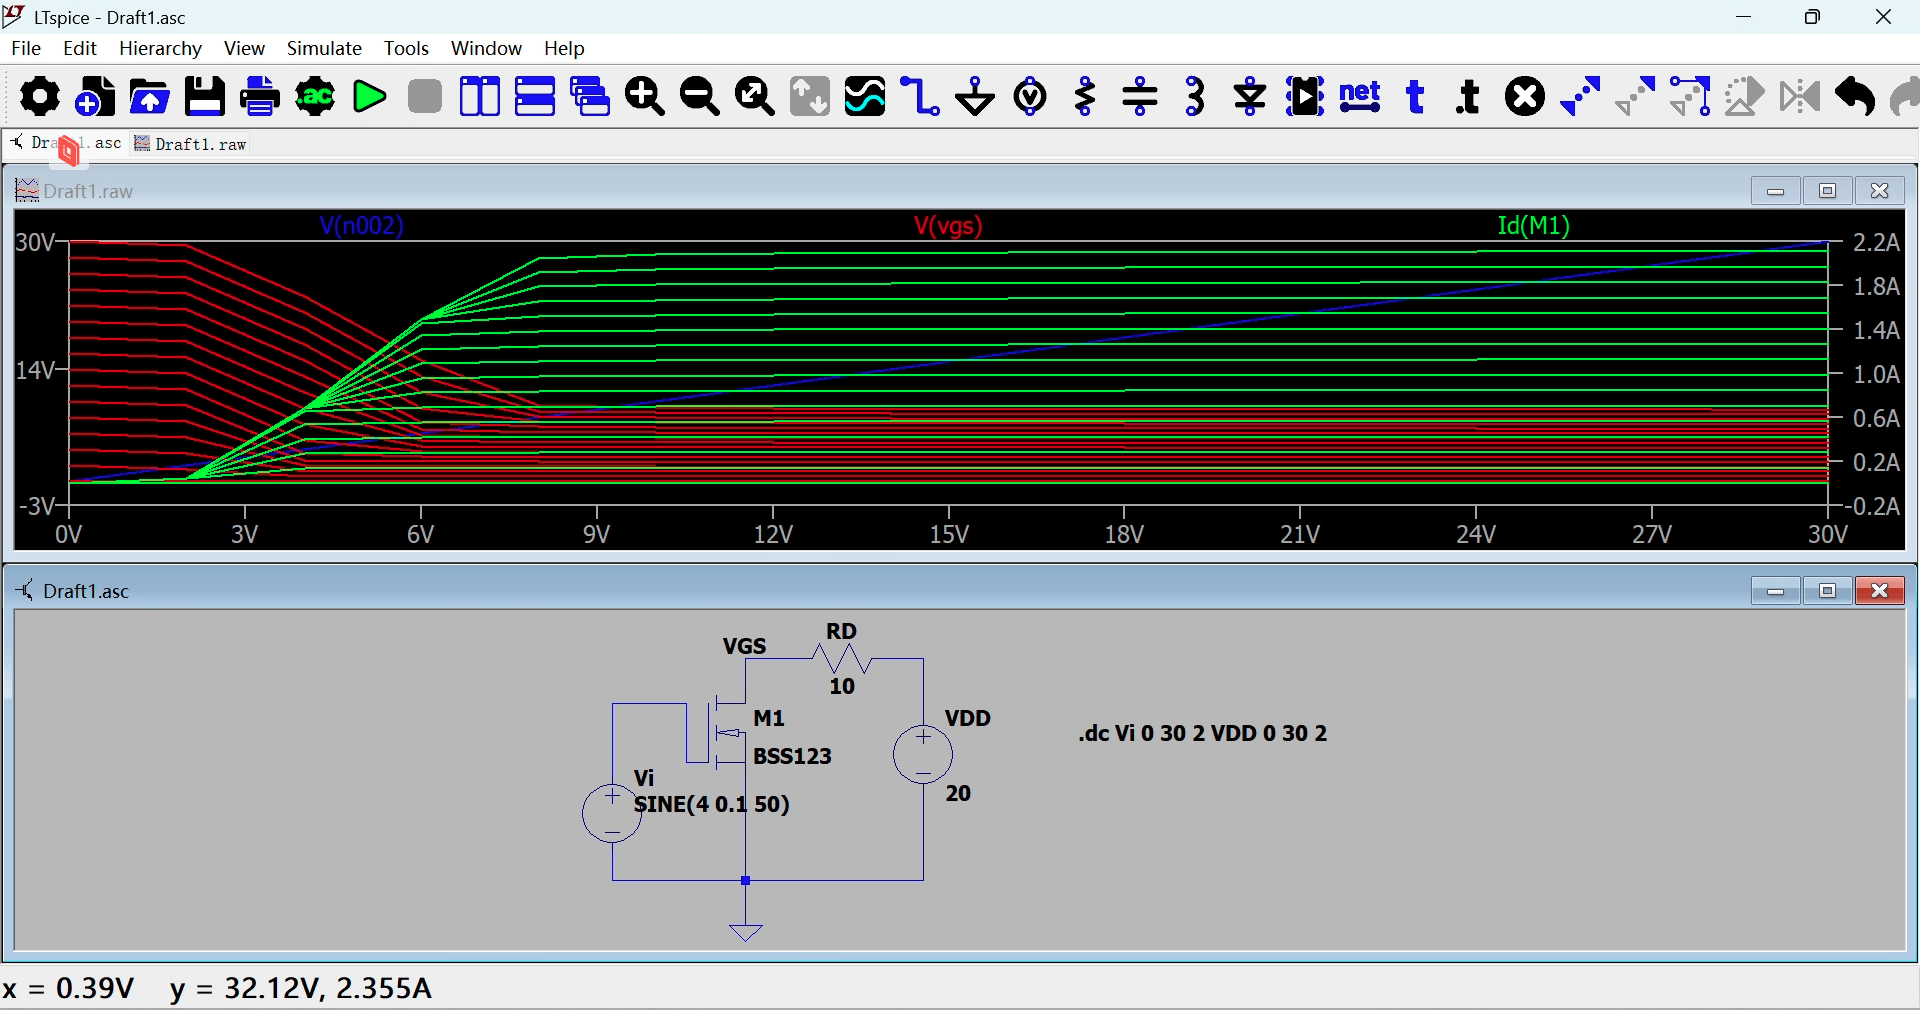 LTspice - Draft1.asc
File Edit Hierarchy View Simulate Tools Window Help
.ac net t .t
Draft1.raw
Draft1.raw
V(n002) V(vgs) Id(M1)
30V 2.2A
1.8A
1.4A
14V 1.0A
0.6A
0.2A
-3V -0.2A
0V 3V 6V 9V 12V 15V 18V 21V 24V 27V 30V
Draft1.asc
RD
VGS
10
M1 VDD
.dc Vi 0 30 2 VDD 0 30 2
BSS123
Vi
20
SINE(4 0.1 50)
x = 0.39V y = 32.12V, 2.355A